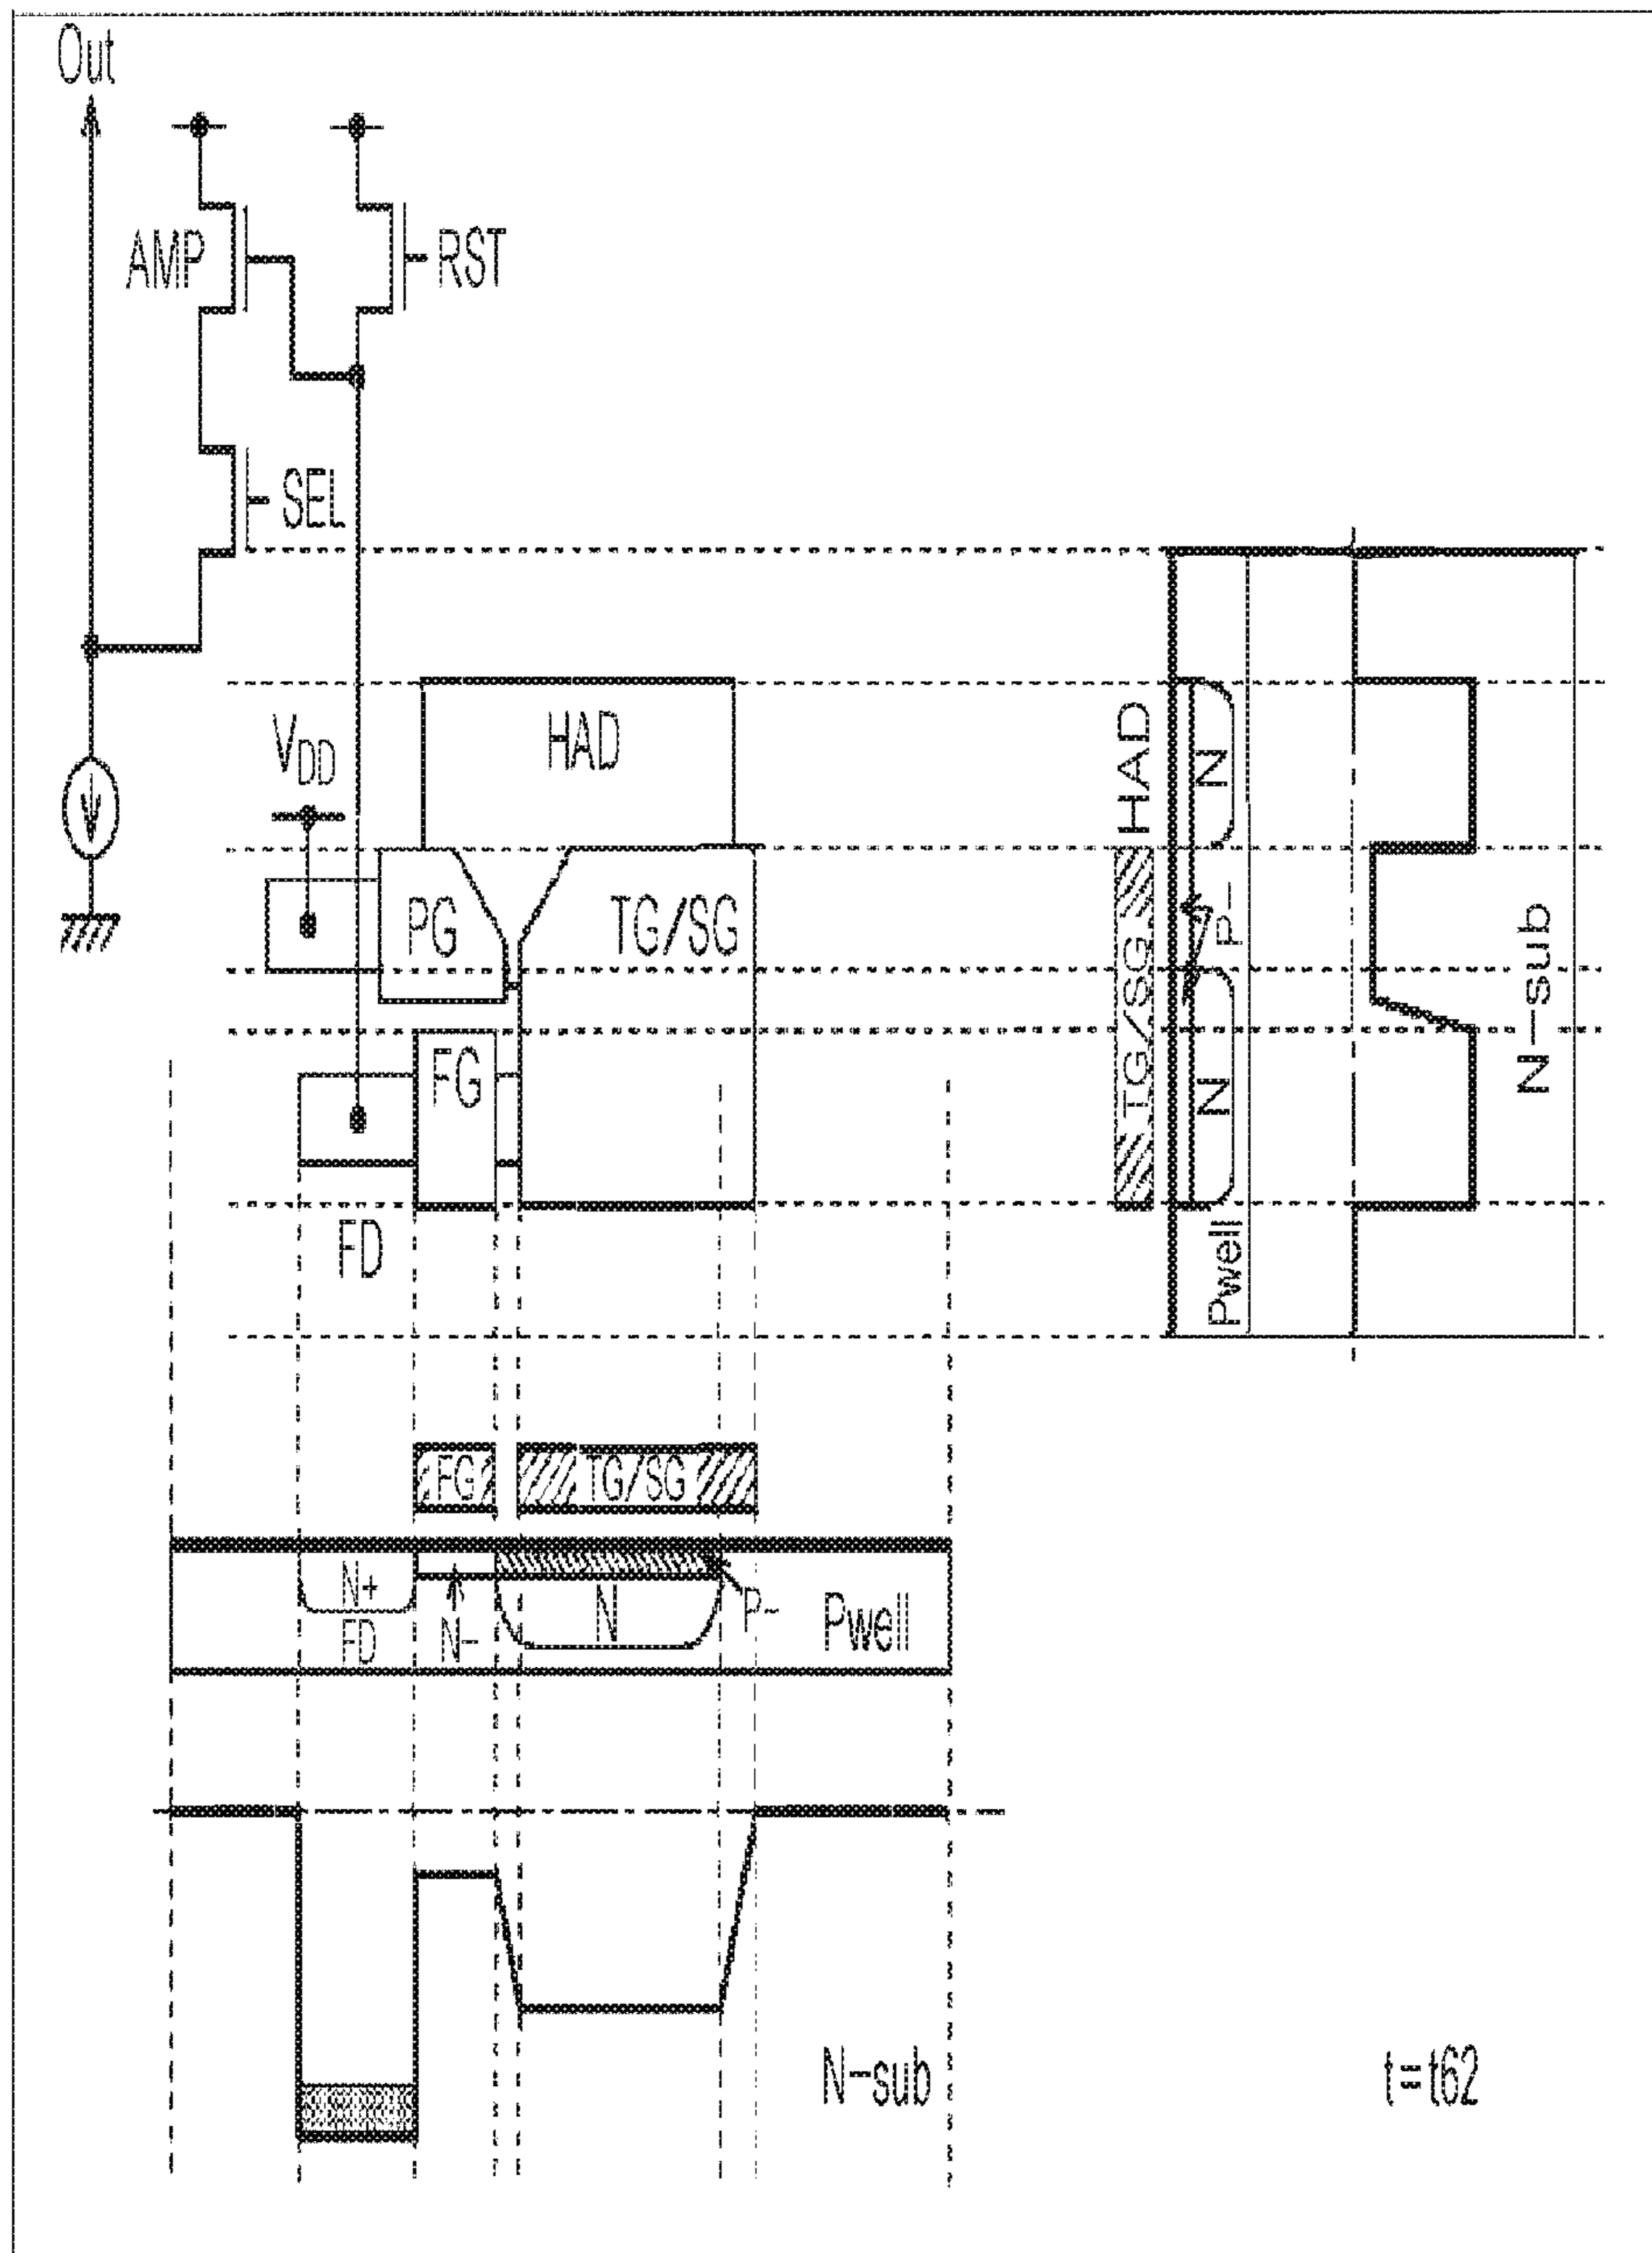 Out
AMP
RST
SEL
VDD
HAD
PG
TG/SG
FG
FD
HAD
TG/SG
N
P-
N
Pwell
N-sub
FG
TG/SG
N+
FD
N-
N
P-
Pwell
N-sub
t=t62